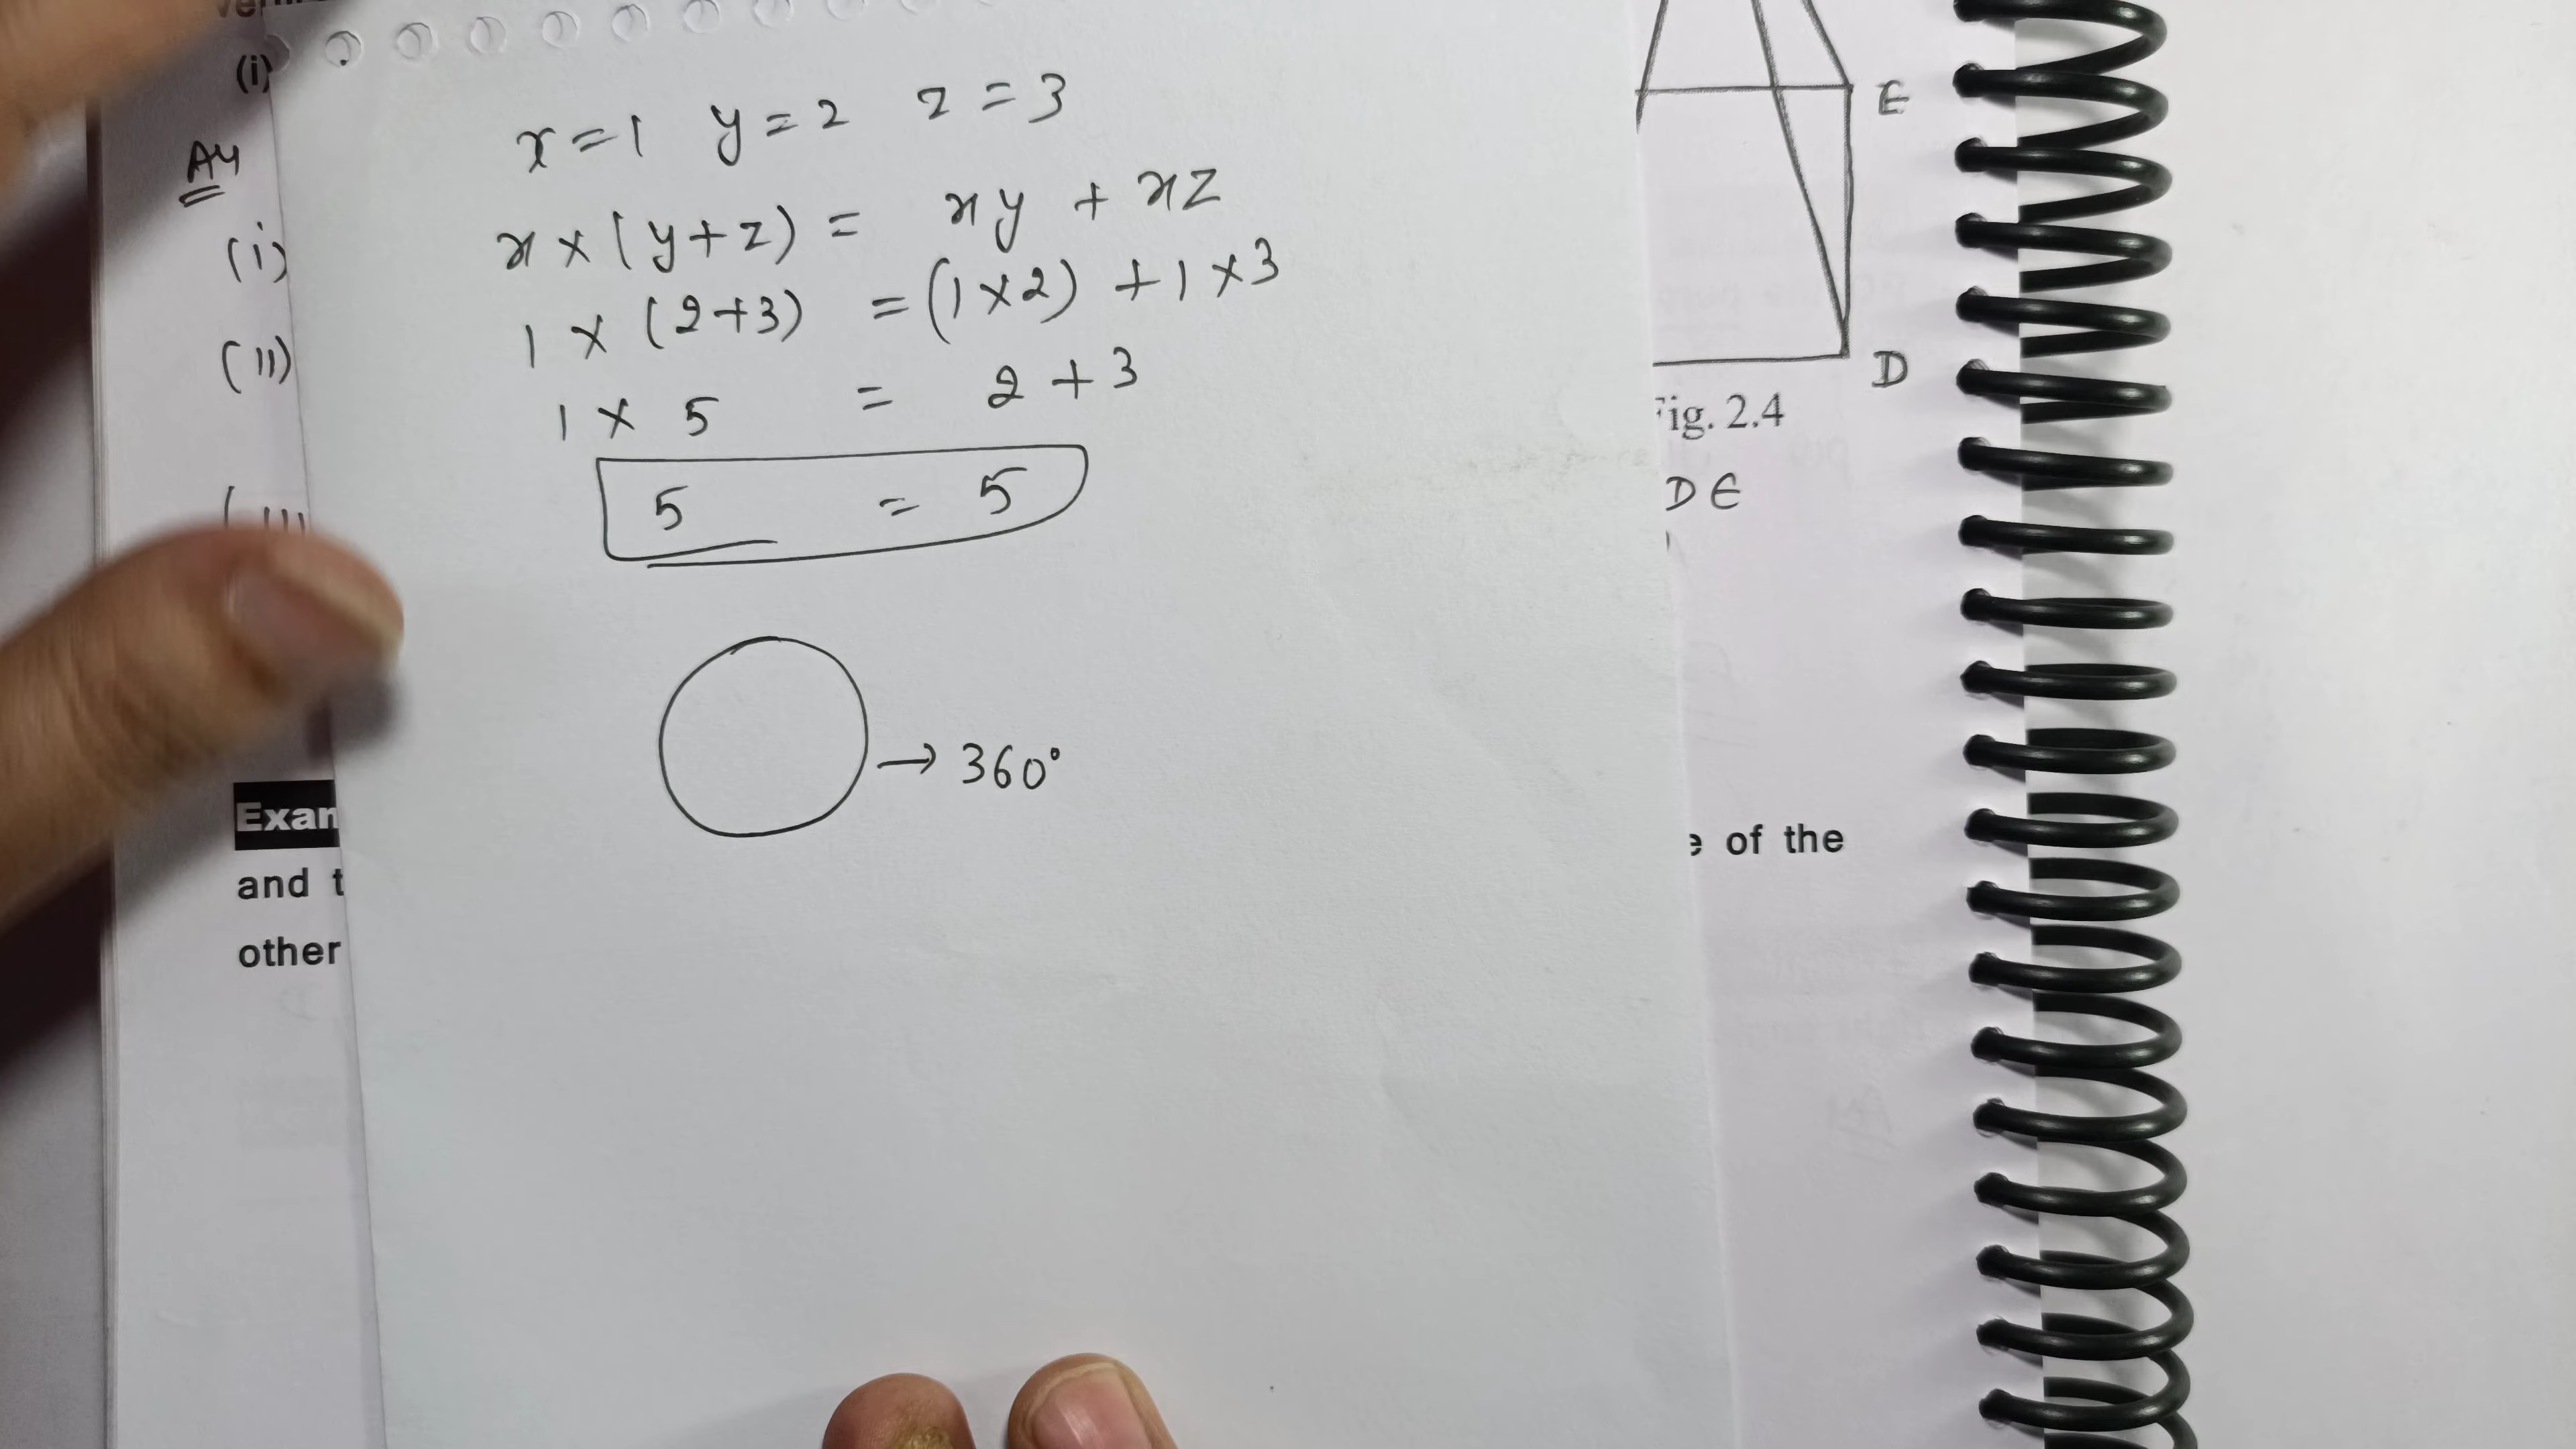 (i)
A4
(i)
(ii)
x = 1 y = 2 z = 3
x × (y + z) = xy + xz
1 × (2+3) = (1×2) + 1×3
1 × 5 = 2 + 3
5 = 5
→ 360°
E
D
Fig. 2.4
DE
of the
and
other